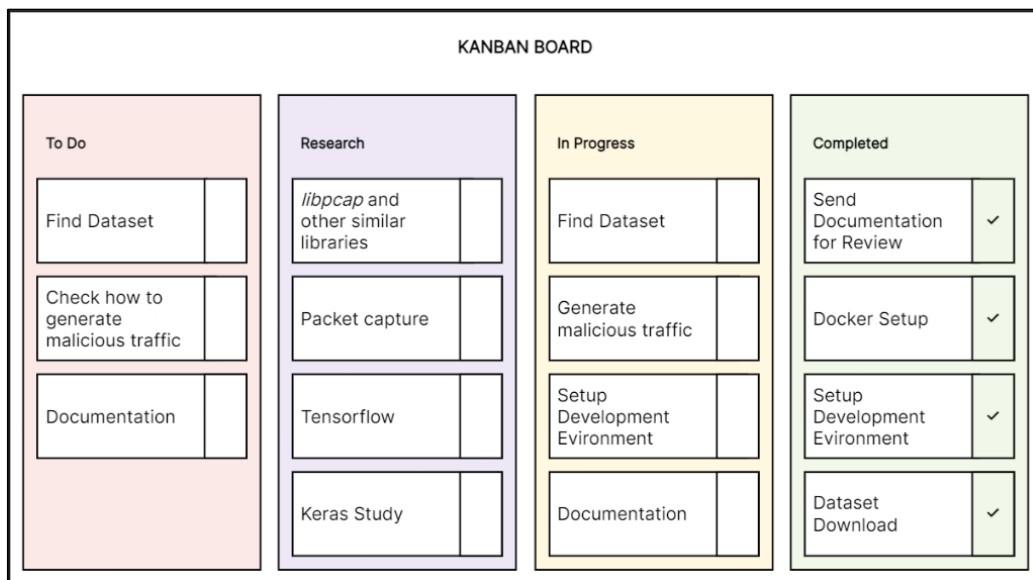 KANBAN BOARD
To Do
Find Dataset
Check how to
generate
malicious traffic
Documentation
Research
libpcap and
other similar
libraries
Packet capture
Tensorflow
Keras Study
In Progress
Find Dataset
Generate
malicious traffic
Setup
Development
Evironment
Documentation
Completed
Send
Documentation
for Review
Docker Setup
Setup
Development
Evironment
Dataset
Download